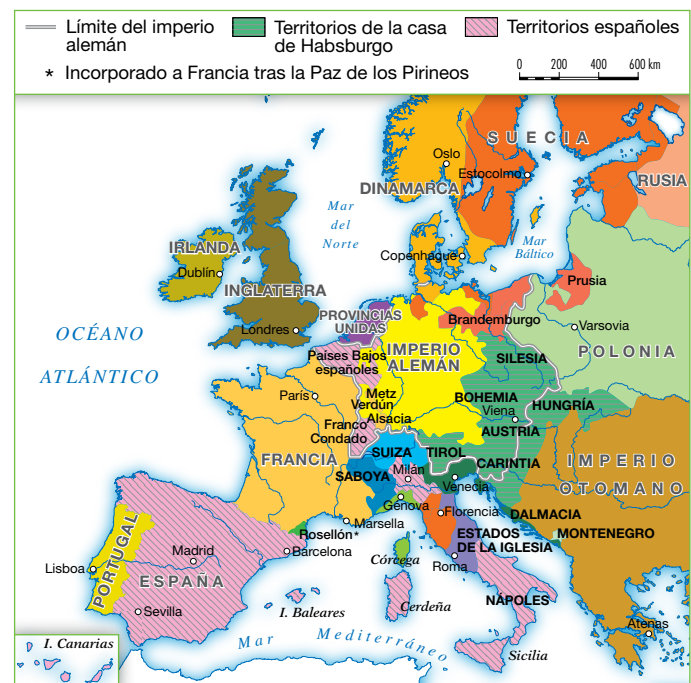 Límite del imperio
alemán
Territorios de la casa
de Habsburgo
Territorios españoles
* Incorporado a Francia tras la Paz de los Pirineos
0 200 400 600 km
SUECIA
Oslo
Estocolmo
RUSIA
DINAMARCA
Mar
del
Norte
Mar
Báltico
IRLANDA
Dublín
Copenhague
INGLATERRA
Prusia
PROVINCIAS
UNIDAS
Brandemburgo
Londres
Varsovia
OCÉANO
ATLÁNTICO
Países Bajos
españoles
IMPERIO
ALEMÁN
POLONIA
SILESIA
París
Metz
Verdún
Alsacia
BOHEMIA
HUNGRÍA
Viena
Franco
Condado
AUSTRIA
FRANCIA
SUIZA
TIROL
CARINTIA
IMPERIO
OTOMANO
Milán
SABOYA
Venecia
Génova
Florencia
DALMACIA
Marsella
Rosellón*
MONTENEGRO
ESTADOS
DE LA IGLESIA
PORTUGAL
Madrid
Barcelona
Córcega
Roma
Lisboa
ESPAÑA
I. Baleares
Cerdeña
NÁPOLES
Sevilla
Atenas
I. Canarias
Mar Mediterráneo
Sicilia